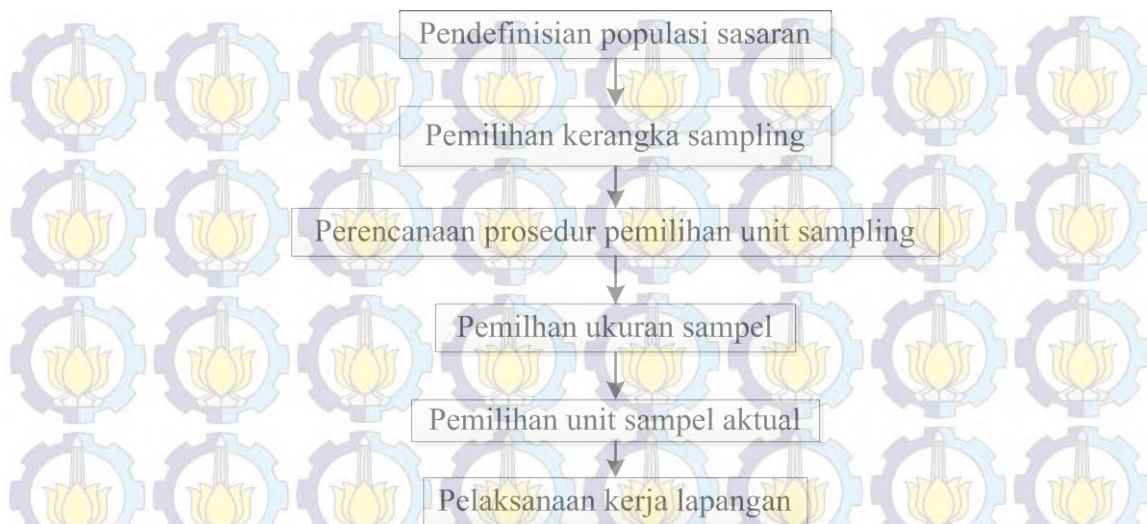 Pendefinisian populasi sasaran
Pemilihan kerangka sampling
Perencanaan prosedur pemilihan unit sampling
Pemilhan ukuran sampel
Pemilihan unit sampel aktual
Pelaksanaan kerja lapangan